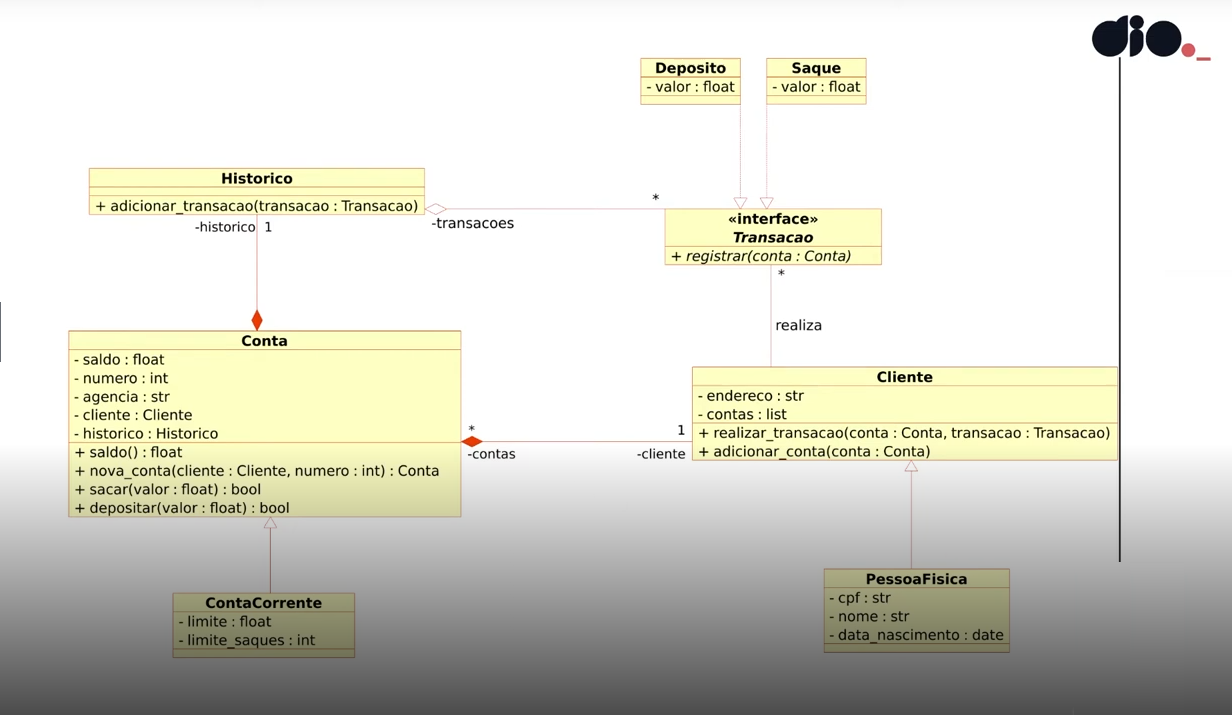 dio.
Deposito
- valor : float
Saque
- valor : float
Historico
+ adicionar_transacao(transacao : Transacao)
-historico 1
-transacoes
*
«interface»
Transacao
+ registrar(conta : Conta)
*
realiza
Conta
- saldo : float
- numero : int
- agencia : str
- cliente : Cliente
- historico : Historico
+ saldo() : float
+ nova_conta(cliente : Cliente, numero : int) : Conta
+ sacar(valor : float) : bool
+ depositar(valor : float) : bool
*
-contas
1
-cliente
Cliente
- endereco : str
- contas : list
+ realizar_transacao(conta : Conta, transacao : Transacao)
+ adicionar_conta(conta : Conta)
ContaCorrente
- limite : float
- limite_saques : int
PessoaFisica
- cpf : str
- nome : str
- data_nascimento : date